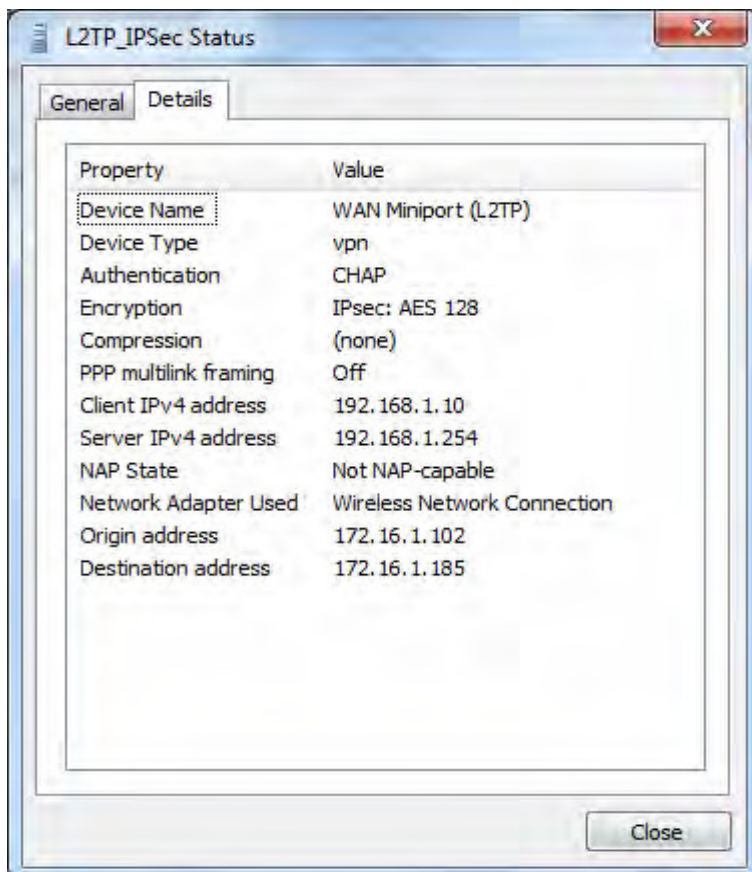 L2TP_IPSec Status
General Details
Property Value
Device Name WAN Miniport (L2TP)
Device Type vpn
Authentication CHAP
Encryption IPsec: AES 128
Compression (none)
PPP multilink framing Off
Client IPv4 address 192.168.1.10
Server IPv4 address 192.168.1.254
NAP State Not NAP-capable
Network Adapter Used Wireless Network Connection
Origin address 172.16.1.102
Destination address 172.16.1.185
Close